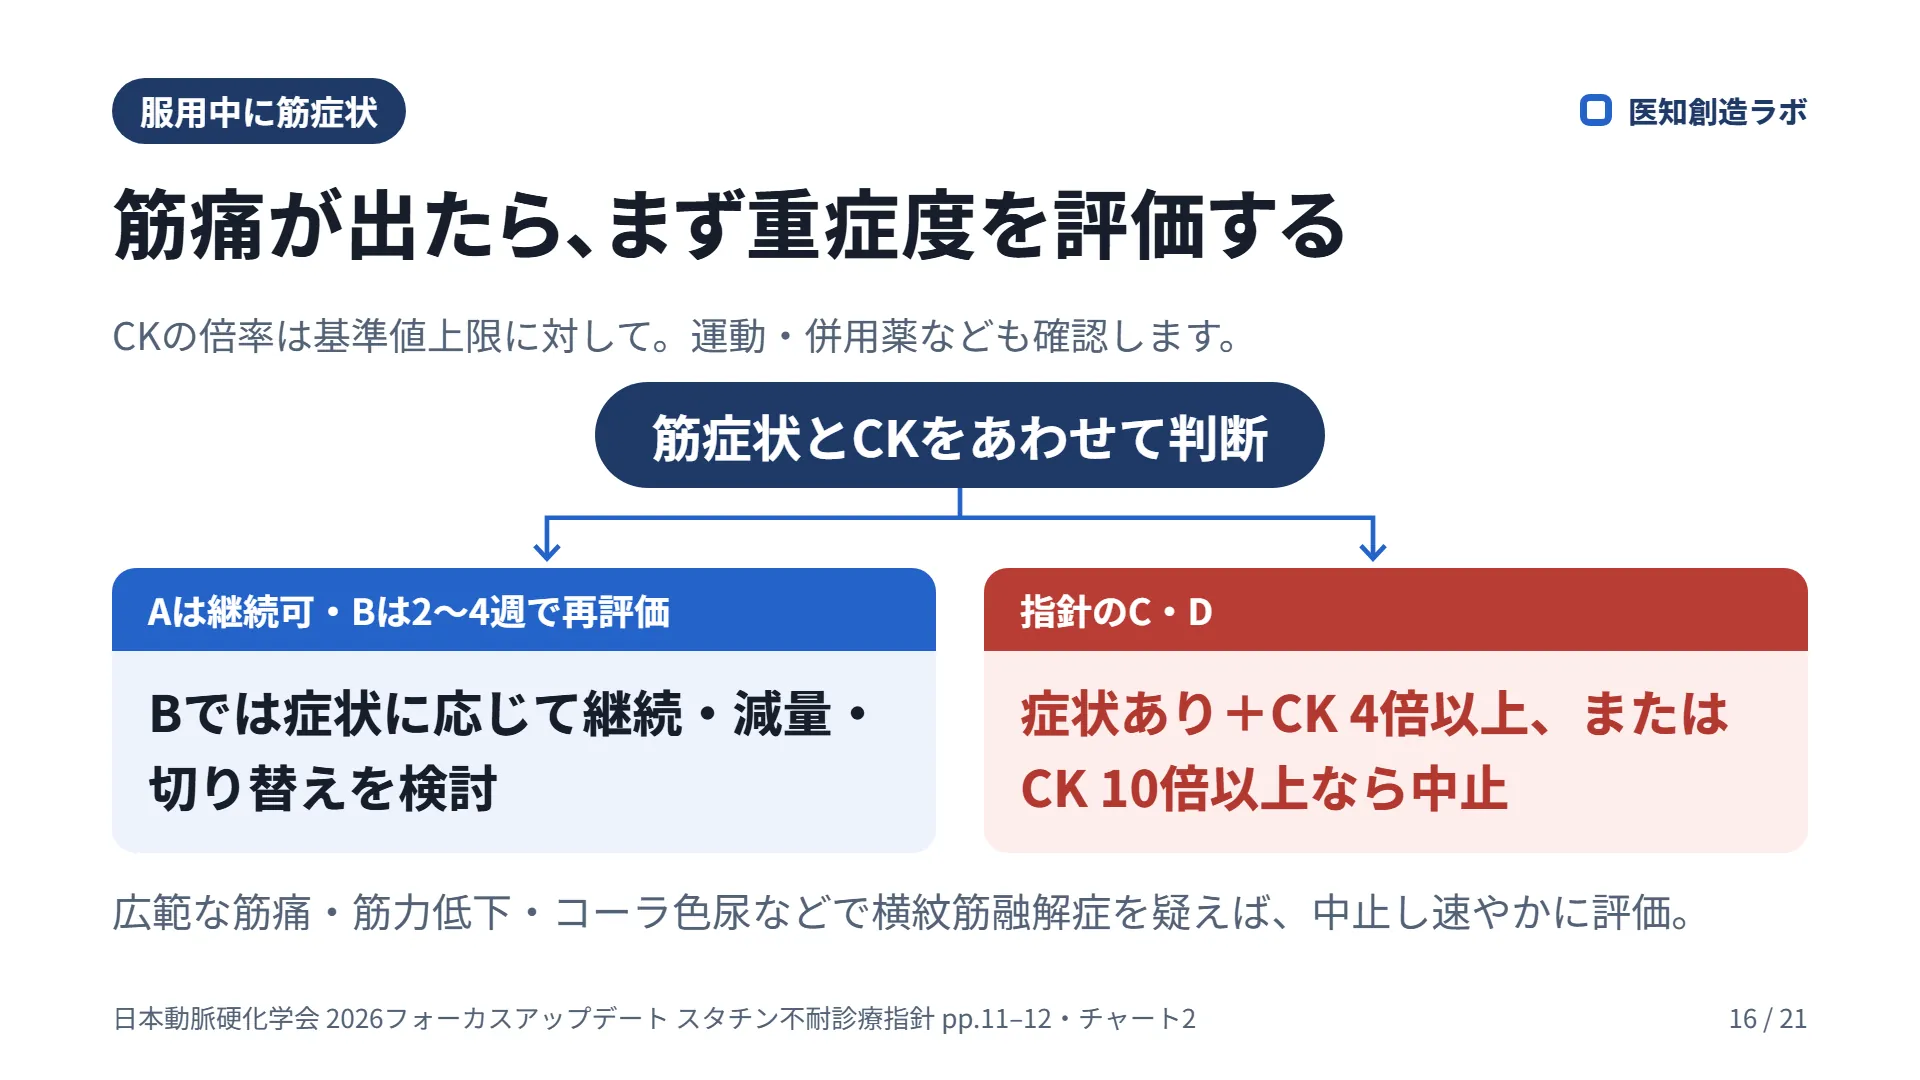 服用中に筋症状
医知創造ラボ
筋痛が出たら、まず重症度を評価する
CKの倍率は基準値上限に対して。運動・併用薬なども確認します。
筋症状とCKをあわせて判断
Aは継続可・Bは2〜4週で再評価
Bでは症状に応じて継続・減量・
切り替えを検討
指針のC・D
症状あり＋CK 4倍以上、または
CK 10倍以上なら中止
広範な筋痛・筋力低下・コーラ色尿などで横紋筋融解症を疑えば、中止し速やかに評価。
日本動脈硬化学会 2026フォーカスアップデート スタチン不耐診療指針 pp.11–12・チャート2
16 / 21